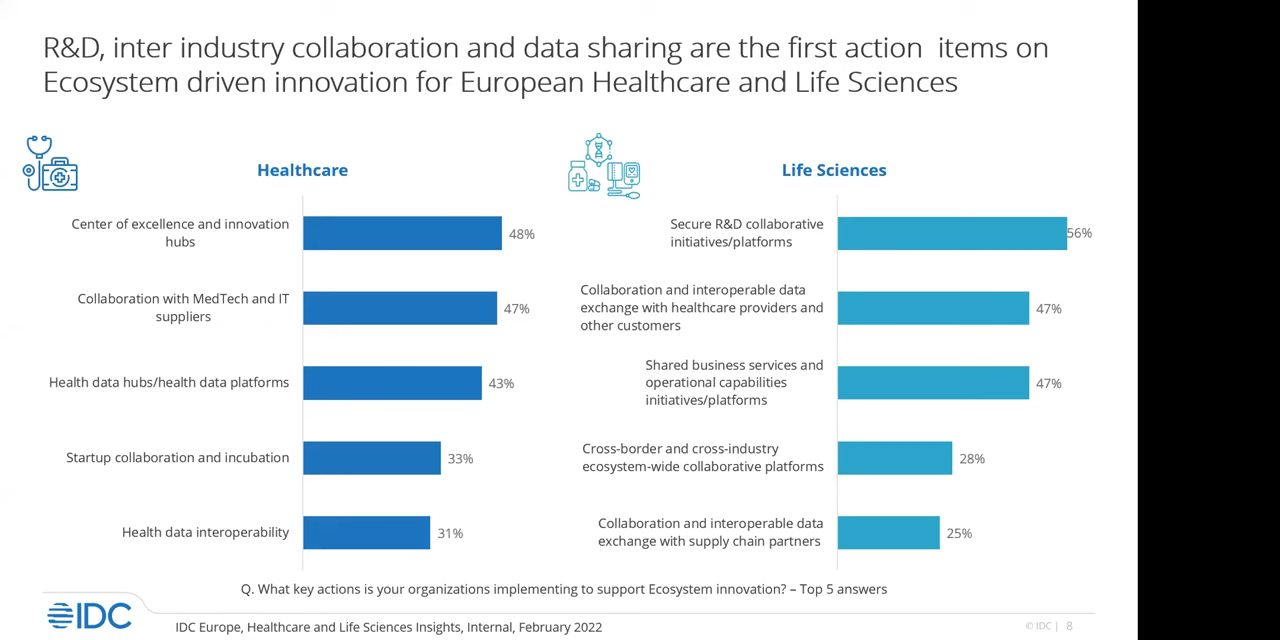 R&D, inter industry collaboration and data sharing are the first action  items on
Ecosystem driven innovation for European Healthcare and Life Sciences
Healthcare
Center of excellence and innovation
hubs
48%
Collaboration with MedTech and IT
suppliers
47%
Health data hubs/health data platforms
43%
Startup collaboration and incubation
33%
Health data interoperability
31%
Life Sciences
Secure R&D collaborative
initiatives/platforms
56%
Collaboration and interoperable data
exchange with healthcare providers and
other customers
47%
Shared business services and
operational capabilities
initiatives/platforms
47%
Cross-border and cross-industry
ecosystem-wide collaborative platforms
28%
Collaboration and interoperable data
exchange with supply chain partners
25%
Q. What key actions is your organizations implementing to support Ecosystem innovation? – Top 5 answers
IDC
IDC Europe, Healthcare and Life Sciences Insights, Internal, February 2022
© IDC | 8